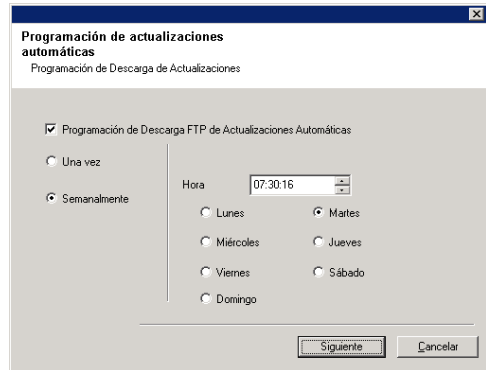 Programación de actualizaciones
automáticas
Programación de Descarga de Actualizaciones
Programación de Descarga FTP de Actualizaciones Automáticas
Una vez
Semanalmente
Hora 07:30:16
Lunes Martes
Miércoles Jueves
Viernes Sábado
Domingo
Siguiente Cancelar